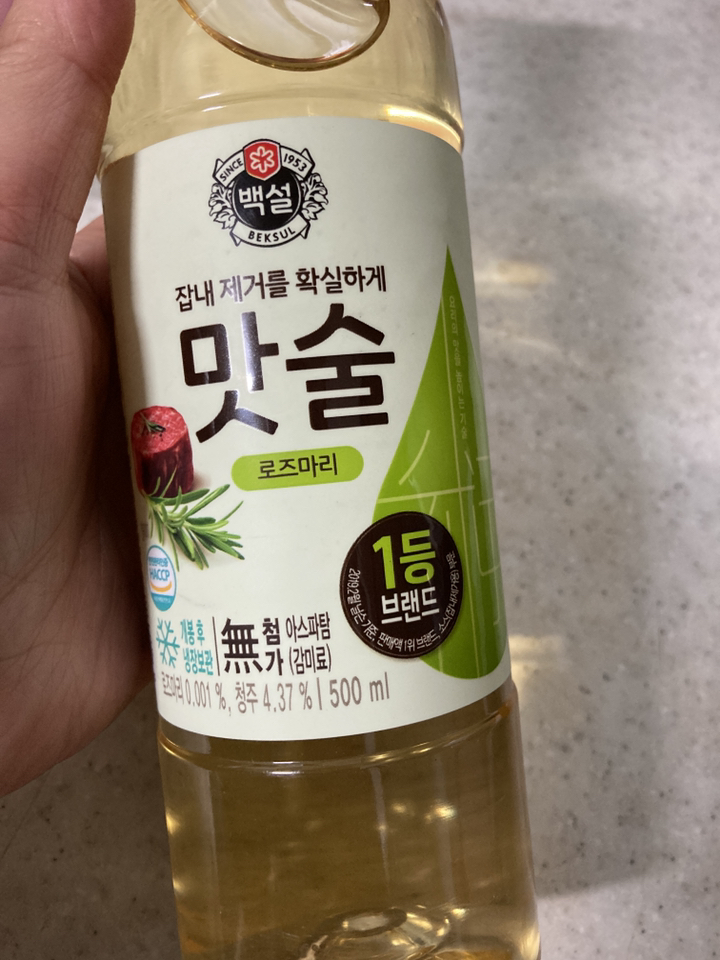 SINCE 1953
백설
BEKSUL
잡내 제거를 확실하게
맛술
로즈마리
1등
브랜드
HACCP
개봉 후
냉장보관
無
첨가
아스파탐
(감미료)
로즈마리 0.001 %, 청주 4.37 % | 500 ml